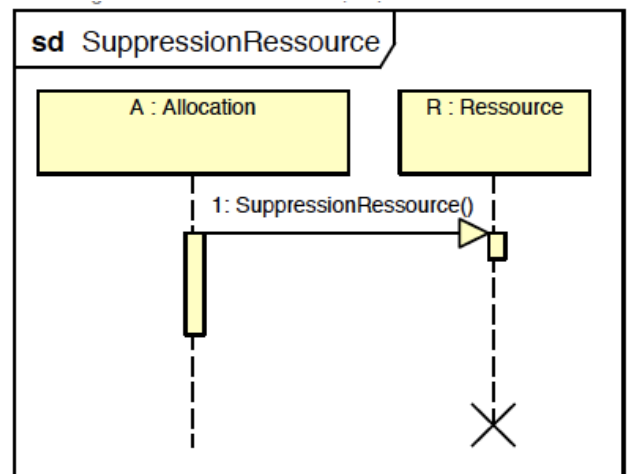 sd SuppressionRessource
A : Allocation
R : Ressource
1: SuppressionRessource()